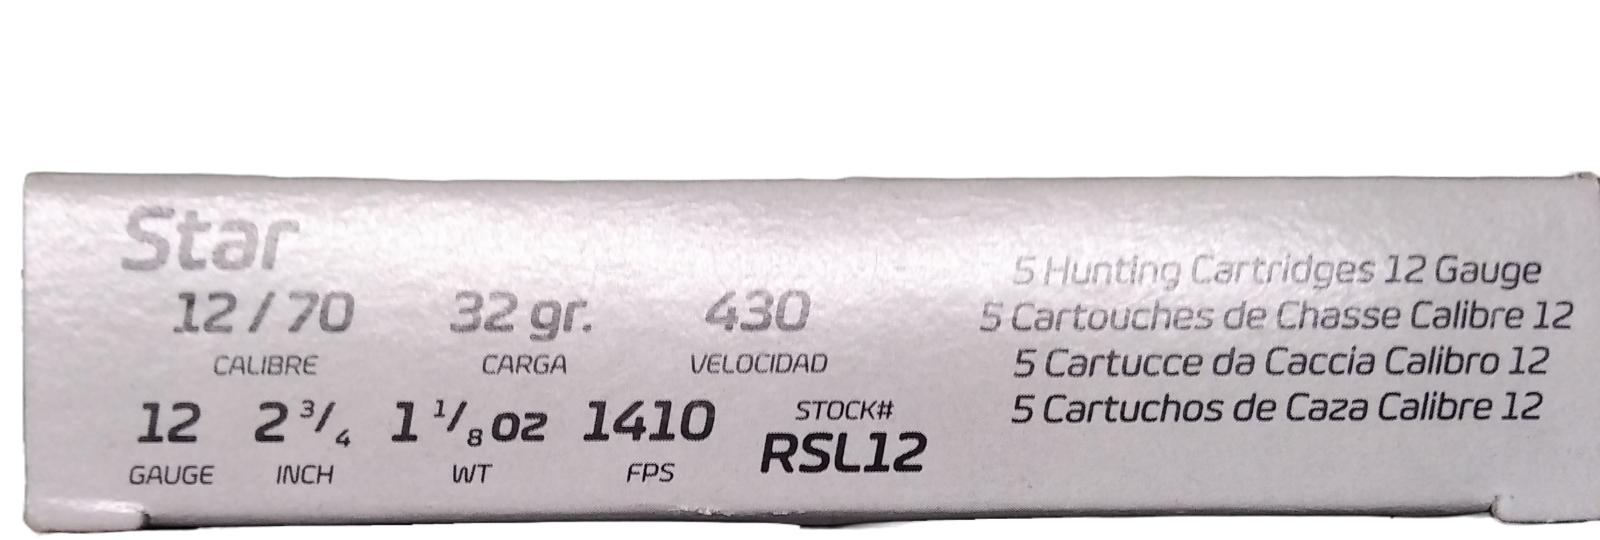 Star
12 / 70 32 gr. 430
CALIBRE CARGA VELOCIDAD
12 2 3/4 1 1/8 oz 1410 STOCK#
GAUGE INCH WT FPS RSL12
5 Hunting Cartridges 12 Gauge
5 Cartouches de Chasse Calibre 12
5 Cartucce da Caccia Calibro 12
5 Cartuchos de Caza Calibre 12